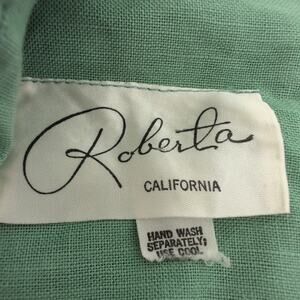 Roberta
CALIFORNIA
HAND WASH
SEPARATELY;
USE COOL